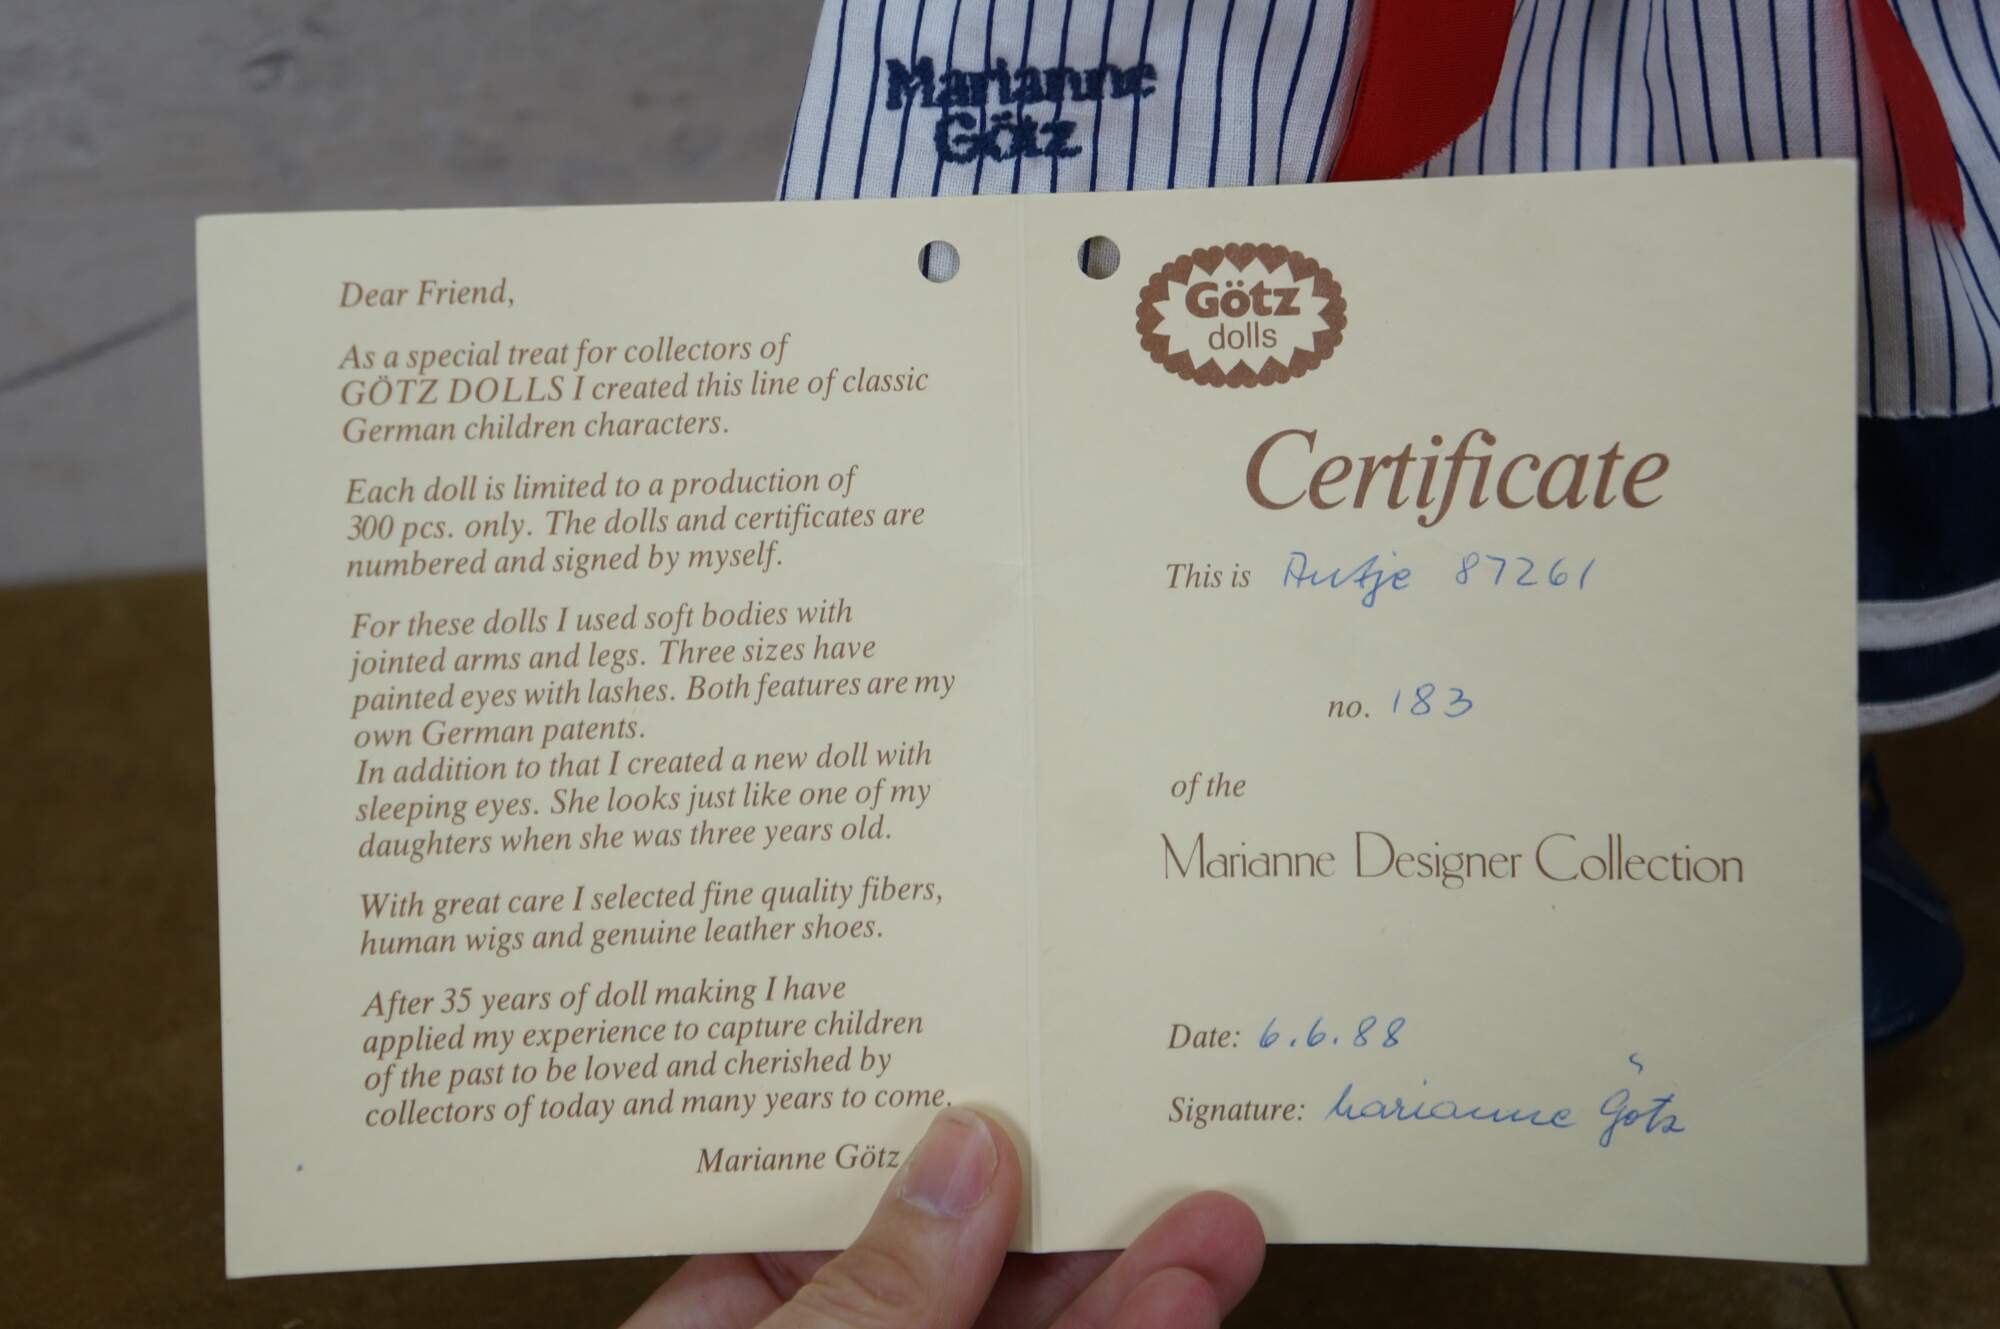 Marianne
Götz
Dear Friend,
As a special treat for collectors of
GÖTZ DOLLS I created this line of classic
German children characters.
Each doll is limited to a production of
300 pcs. only. The dolls and certificates are
numbered and signed by myself.
For these dolls I used soft bodies with
jointed arms and legs. Three sizes have
painted eyes with lashes. Both features are my
own German patents.
In addition to that I created a new doll with
sleeping eyes. She looks just like one of my
daughters when she was three years old.
With great care I selected fine quality fibers,
human wigs and genuine leather shoes.
After 35 years of doll making I have
applied my experience to capture children
of the past to be loved and cherished by
collectors of today and many years to come.
Marianne Götz
Götz
dolls
Certificate
This is Antje 87261
no. 183
of the
Marianne Designer Collection
Date: 6.6.88
Signature: Marianne Götz